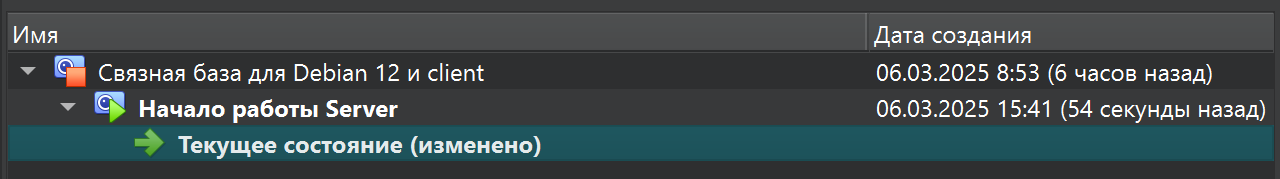 Имя Дата создания
Связная база для Debian 12 и client 06.03.2025 8:53 (6 часов назад)
Начало работы Server 06.03.2025 15:41 (54 секунды назад)
Текущее состояние (изменено)